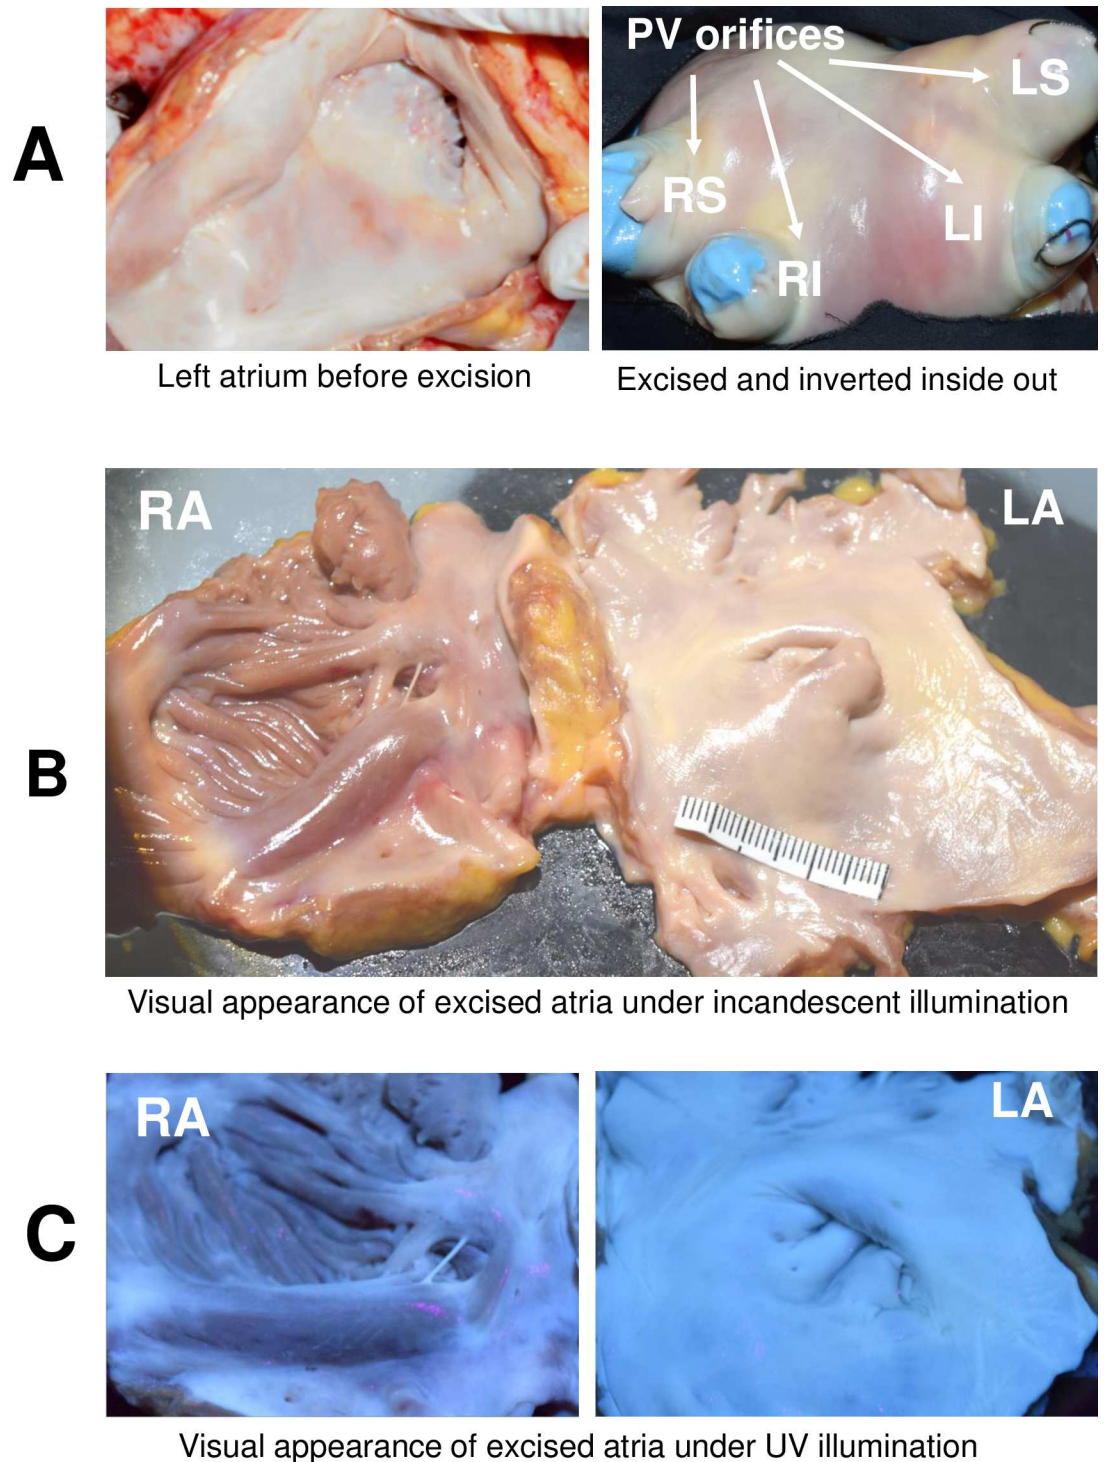 A
PV orifices
LS
RS
LI
RI
Left atrium before excision
Excised and inverted inside out
B
RA
LA
Visual appearance of excised atria under incandescent illumination
C
RA
LA
Visual appearance of excised atria under UV illumination